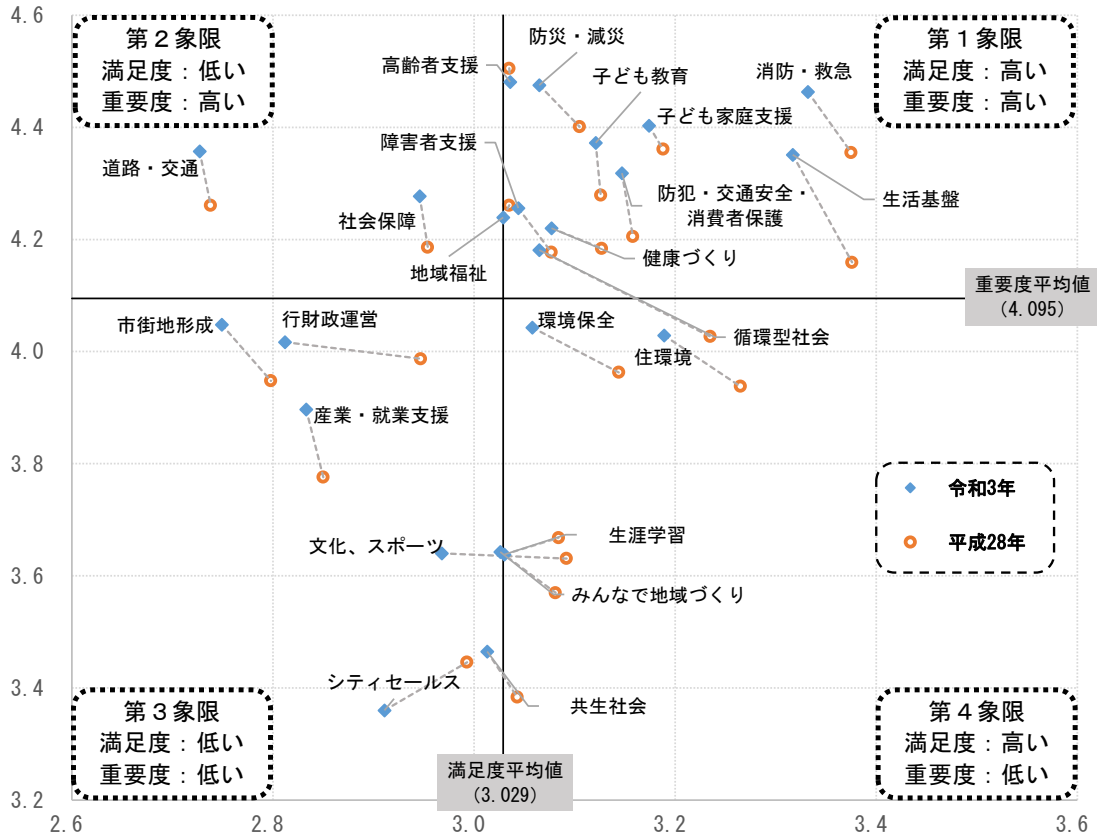 4.6
4.4
4.2
4.0
3.8
3.6
3.4
3.2
2.6
2.8
3.0
3.2
3.4
3.6
第２象限
満足度：低い
重要度：高い
第１象限
満足度：高い
重要度：高い
防災・減災
高齢者支援
子ども教育
消防・救急
子ども家庭支援
障害者支援
道路・交通
防犯・交通安全・
消費者保護
生活基盤
社会保障
地域福祉
健康づくり
重要度平均値
（4.095）
市街地形成
行財政運営
環境保全
住環境
循環型社会
産業・就業支援
令和3年
平成28年
文化、スポーツ
生涯学習
みんなで地域づくり
シティセールス
共生社会
第３象限
満足度：低い
重要度：低い
第４象限
満足度：高い
重要度：低い
満足度平均値
（3.029）